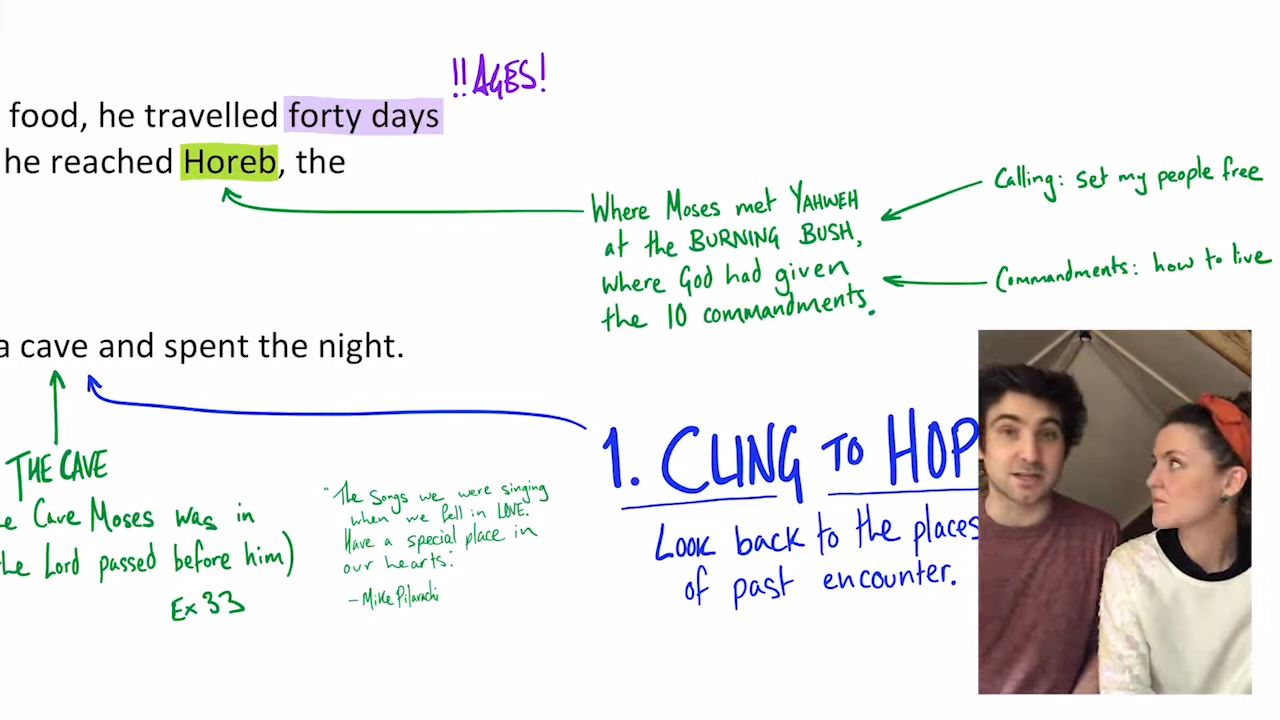 !!AGES!
food, he travelled forty days
he reached Horeb, the
Where Moses met YAHWEH
at the BURNING BUSH,
where God had given
the 10 commandments.
Calling: set my people free
Commandments: how to live
a cave and spent the night.
THE CAVE
e Cave Moses was in
he Lord passed before him)
Ex 33
"The songs we were singing
when we fell in LOVE.
Have a special place in
our hearts."
- Mike Pilavachi
1. CLING TO HOP
Look back to the places
of past encounter.